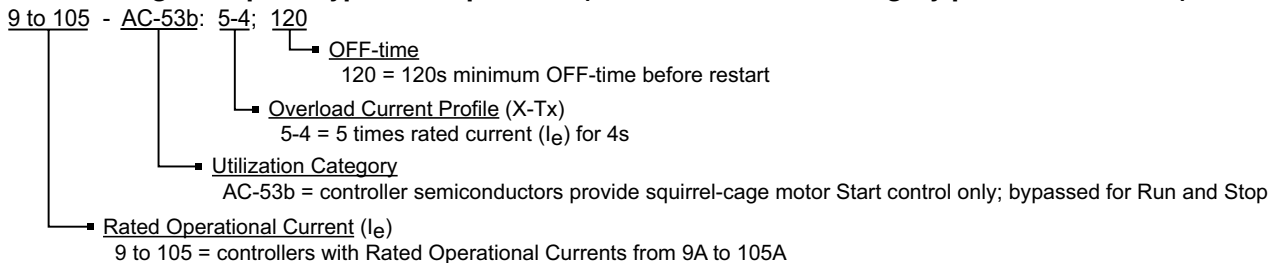 9 to 105 - AC-53b: 5-4; 120
OFF-time
120 = 120s minimum OFF-time before restart
Overload Current Profile (X-Tx)
5-4 = 5 times rated current (Ie) for 4s
Utilization Category
AC-53b = controller semiconductors provide squirrel-cage motor Start control only; bypassed for Run and Stop
Rated Operational Current (Ie)
9 to 105 = controllers with Rated Operational Currents from 9A to 105A